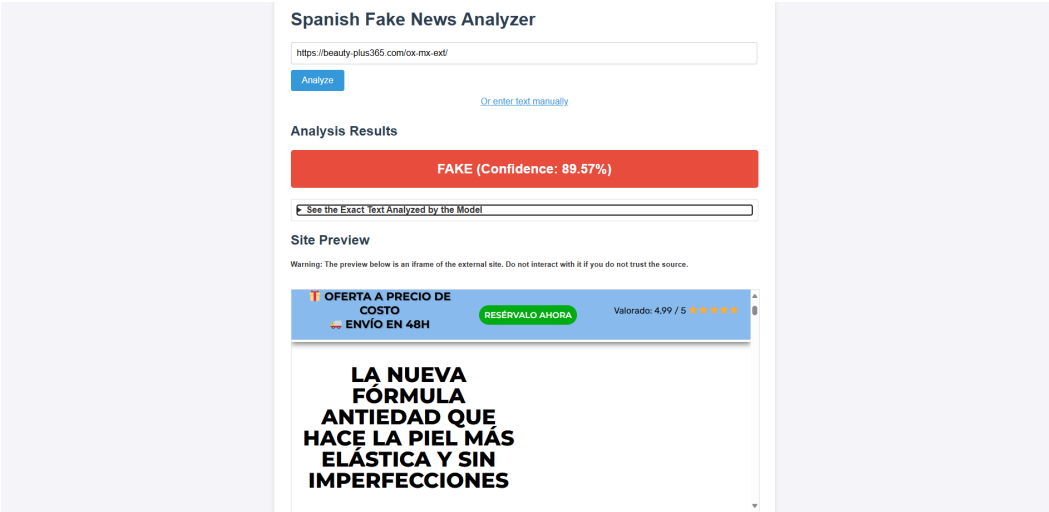 Spanish Fake News Analyzer
https://beauty-plus365.com/ox-mx-ext/
Analyze
Or enter text manually
Analysis Results
FAKE (Confidence: 89.57%)
▶ See the Exact Text Analyzed by the Model
Site Preview
Warning: The preview below is an iframe of the external site. Do not interact with it if you do not trust the source.
🎁 OFERTA A PRECIO DE
COSTO
🚚 ENVÍO EN 48H
RESÉRVALO AHORA
Valorado: 4,99 / 5 ⭐⭐⭐⭐⭐
LA NUEVA
FÓRMULA
ANTIEDAD QUE
HACE LA PIEL MÁS
ELÁSTICA Y SIN
IMPERFECCIONES